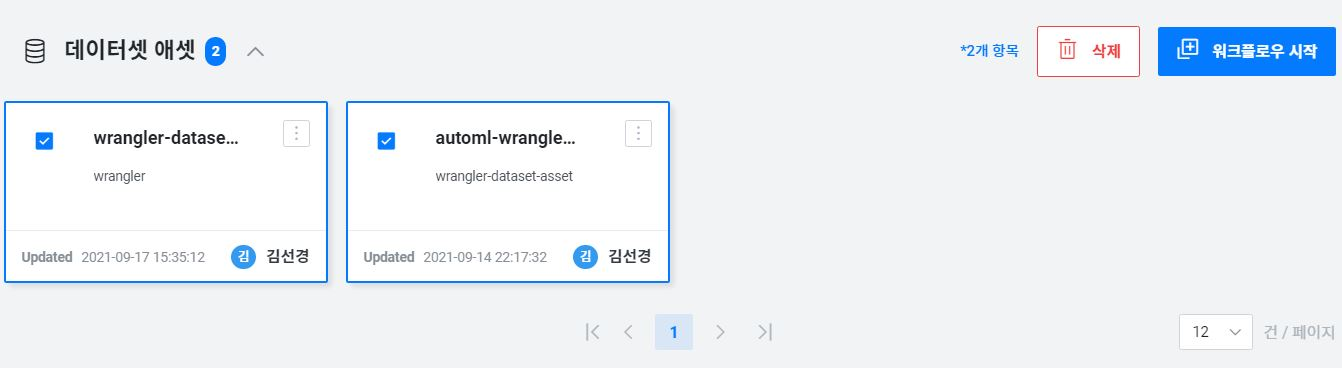 데이터셋 애셋 2
*2개 항목 삭제 워크플로우 시작
wrangler-datase...
wrangler
Updated 2021-09-17 15:35:12 김 김선경
automl-wrangle...
wrangler-dataset-asset
Updated 2021-09-14 22:17:32 김 김선경
1
12 건 / 페이지